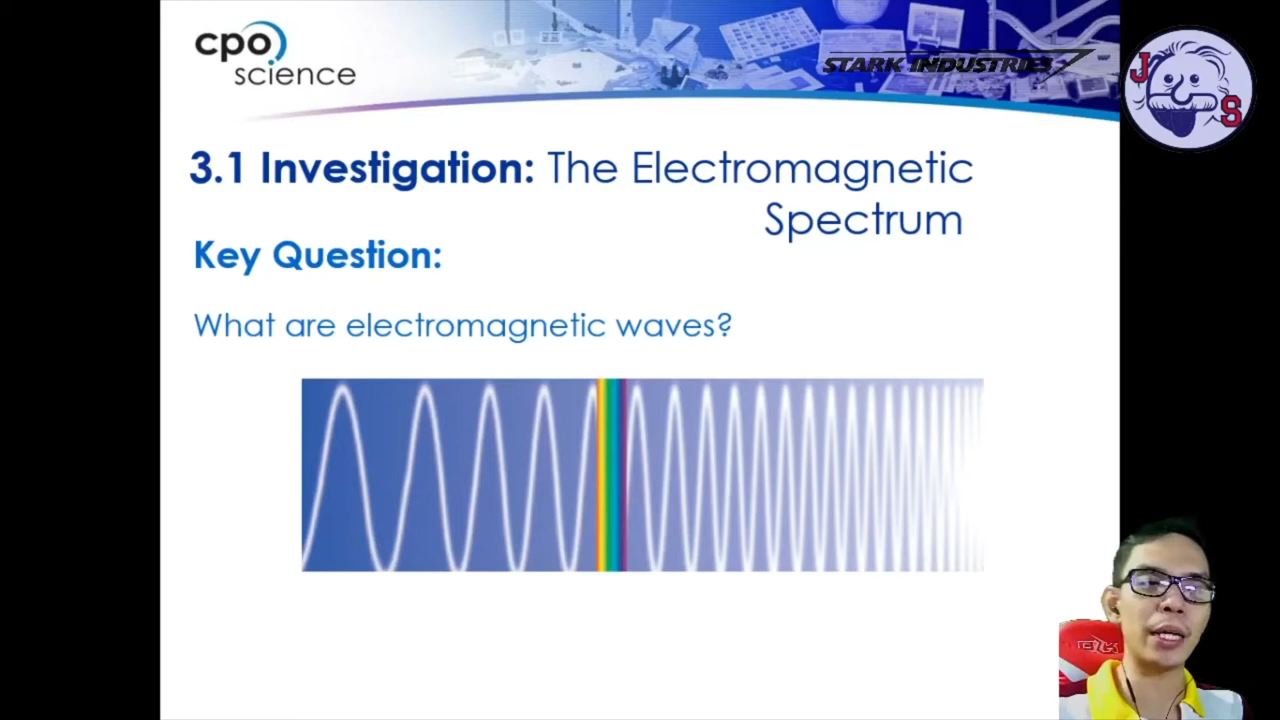 cpo
science
STARK INDUSTRIES
J
S
3.1 Investigation: The Electromagnetic
Spectrum
Key Question:
What are electromagnetic waves?